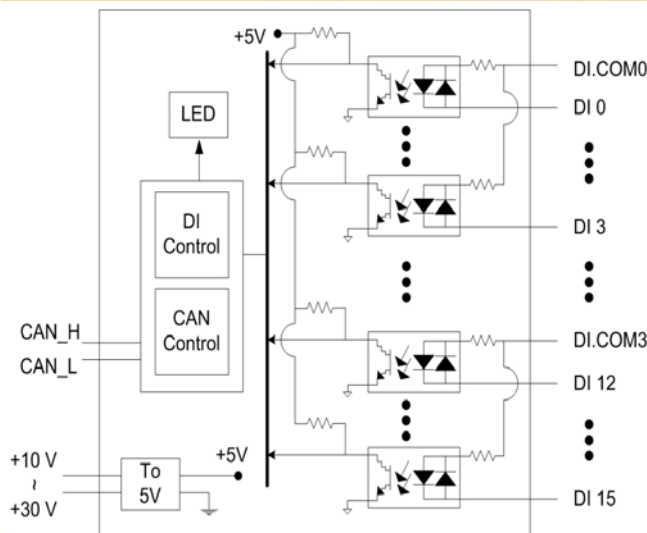 +5V
DI.COM0
LED
DI 0
DI
Control
DI 3
CAN
Control
CAN_H
CAN_L
DI.COM3
DI 12
+10 V
~
+30 V
To
5V
+5V
DI 15